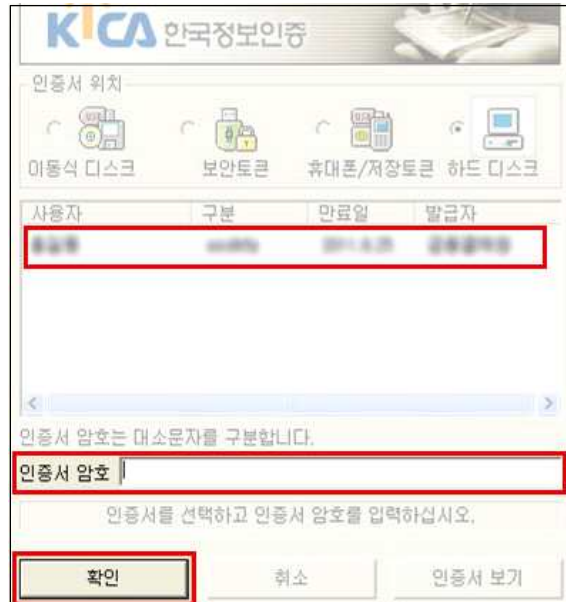 KICA 한국정보인증
인증서 위치
이동식 디스크 보안토큰 휴대폰/저장토큰 하드 디스크
사용자 구분 만료일 발급자
인증서 암호는 대소문자를 구분합니다.
인증서 암호
인증서를 선택하고 인증서 암호를 입력하십시오.
확인 취소 인증서 보기